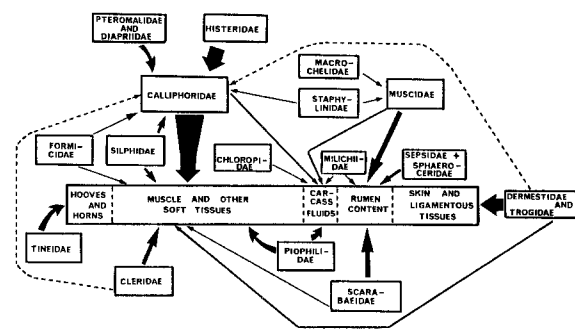 PTEROMALIDAE
AND
DIAPRIIDAE
HISTERIDAE
MACRO-
CHELIDAE
CALLIPHORIDAE
STAPHY-
LINIDAE
MUSCIDAE
FORMI-
CIDAE
SILPHIDAE
CHLOROPI-
DAE
MILICHII-
DAE
SEPSIDAE +
SPHAERO-
CERIDAE
HOOVES
AND
HORNS
MUSCLE AND OTHER
SOFT TISSUES
CAR-
CASS
FLUIDS
RUMEN
CONTENT
SKIN AND
LIGAMENTOUS
TISSUES
DERMESTIDAE
AND
TROGIDAE
TINEIDAE
CLERIDAE
PIOPHILI-
DAE
SCARA-
BAEIDAE